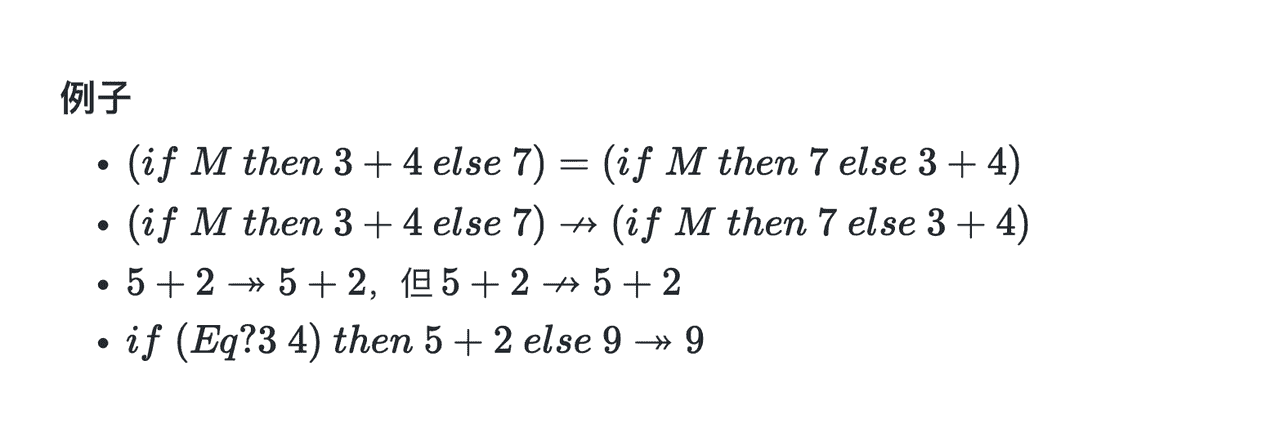 例子
• (if M then 3 + 4 else 7) = (if M then 7 else 3 + 4)
• (if M then 3 + 4 else 7) ↛ (if M then 7 else 3 + 4)
• 5 + 2 ↠ 5 + 2，但 5 + 2 ↛ 5 + 2
• if (Eq?3 4) then 5 + 2 else 9 ↠ 9